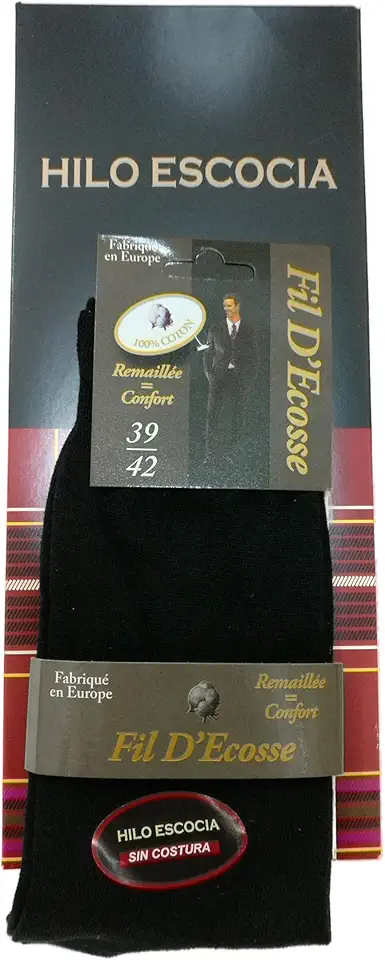 HILO ESCOCIA
Fabriqué
en Europe
100% COTON
Remaillée
=
Confort
39
42
Fil D'Ecosse
Fabriqué
en Europe
Remaillée
=
Confort
Fil D'Ecosse
HILO ESCOCIA
SIN COSTURA